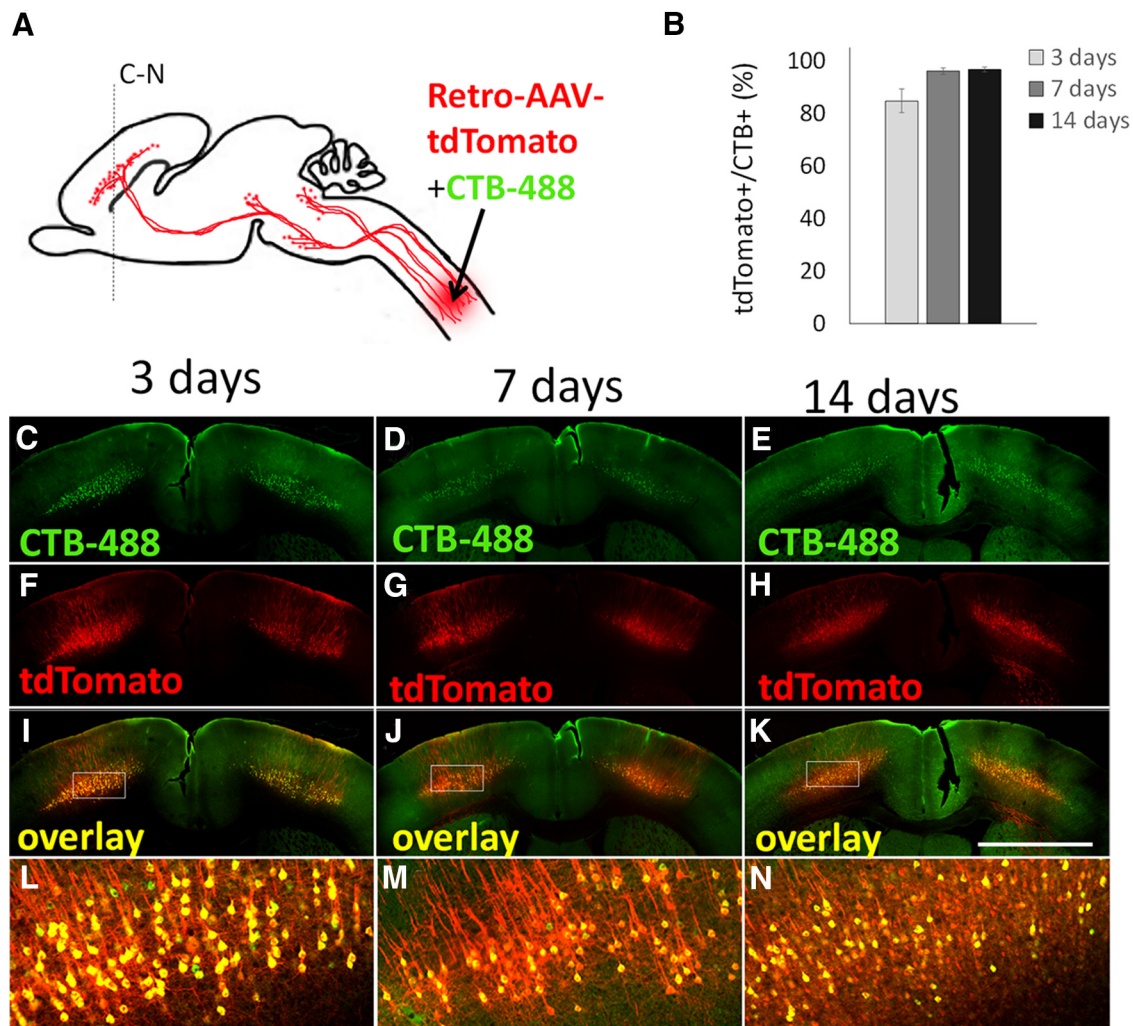 A
C-N
Retro-AAV-
tdTomato
+CTB-488
B
tdTomato+/CTB+ (%)
100
80
60
40
20
0
3 days
7 days
14 days
3 days
7 days
14 days
C
CTB-488
D
CTB-488
E
CTB-488
F
tdTomato
G
tdTomato
H
tdTomato
I
overlay
J
overlay
K
overlay
L
M
N